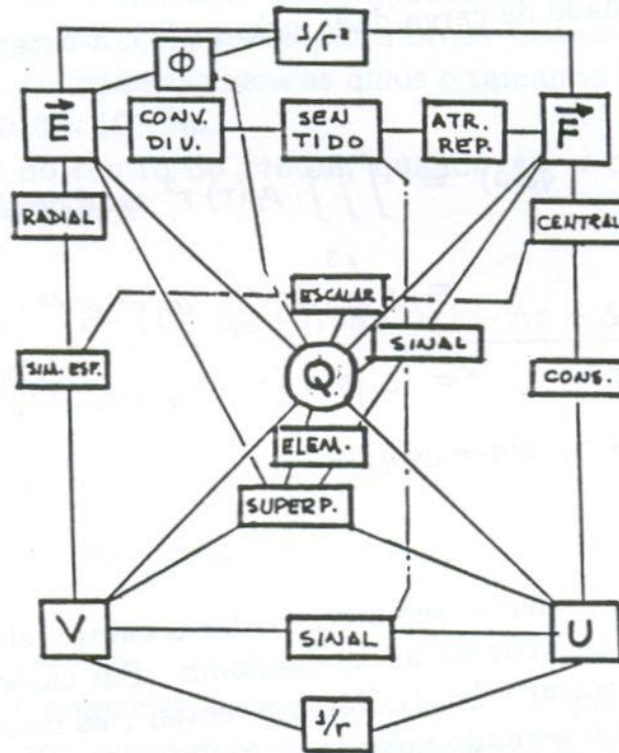 1/r²
Φ
E⃗
CONV.
DIV.
SEN
TIDO
ATR.
REP.
F⃗
RADIAL
CENTRAL
ESCALAR
SINAL
SIM. ESF.
Q
CONS.
ELEM.
SUPERP.
V
SINAL
U
1/r